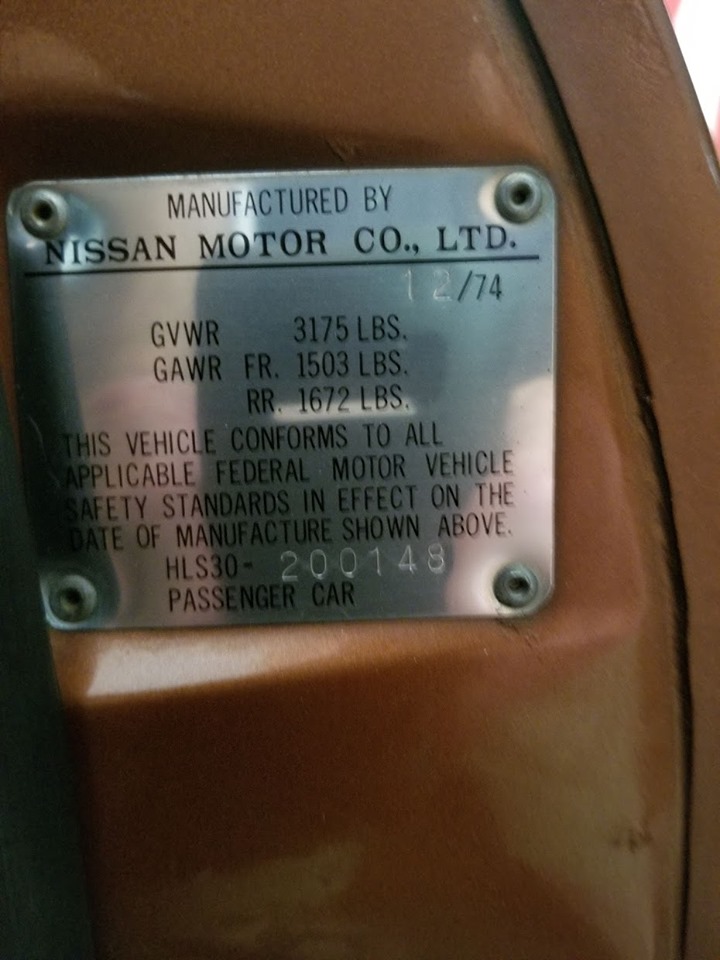 MANUFACTURED BY
NISSAN MOTOR CO., LTD.
12/74
GVWR 3175 LBS.
GAWR FR. 1503 LBS.
RR. 1672 LBS.
THIS VEHICLE CONFORMS TO ALL
APPLICABLE FEDERAL MOTOR VEHICLE
SAFETY STANDARDS IN EFFECT ON THE
DATE OF MANUFACTURE SHOWN ABOVE.
HLS30-200148
PASSENGER CAR